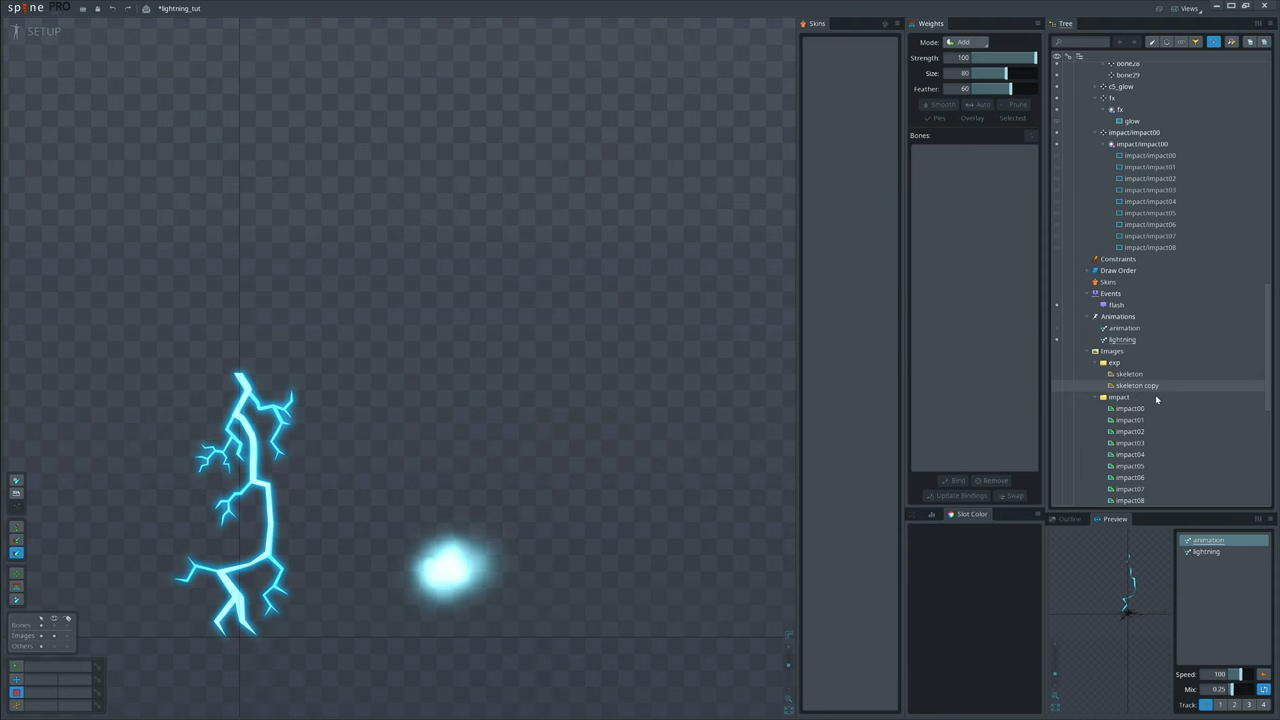 spine PRO
*lightning_tut
Views
SETUP
Skins
Weights
Tree
Mode:
Add
Strength:
100
Size:
80
Feather:
60
Smooth
Auto
Prune
Pies
Overlay
Selected
Bones:
bone28
bone29
c5_glow
fx
fx
glow
impact/impact00
impact/impact00
impact/impact00
impact/impact01
impact/impact02
impact/impact03
impact/impact04
impact/impact05
impact/impact06
impact/impact07
impact/impact08
Constraints
Draw Order
Skins
Events
flash
Animations
animation
lightning
Images
exp
skeleton
skeleton copy
impact
impact00
impact01
impact02
impact03
impact04
impact05
impact06
impact07
impact08
Bind
Remove
Update Bindings
Swap
Slot Color
Outline
Preview
animation
lightning
Bones
Images
Others
Speed:
100
Mix:
0.25
Track:
1
2
3
4